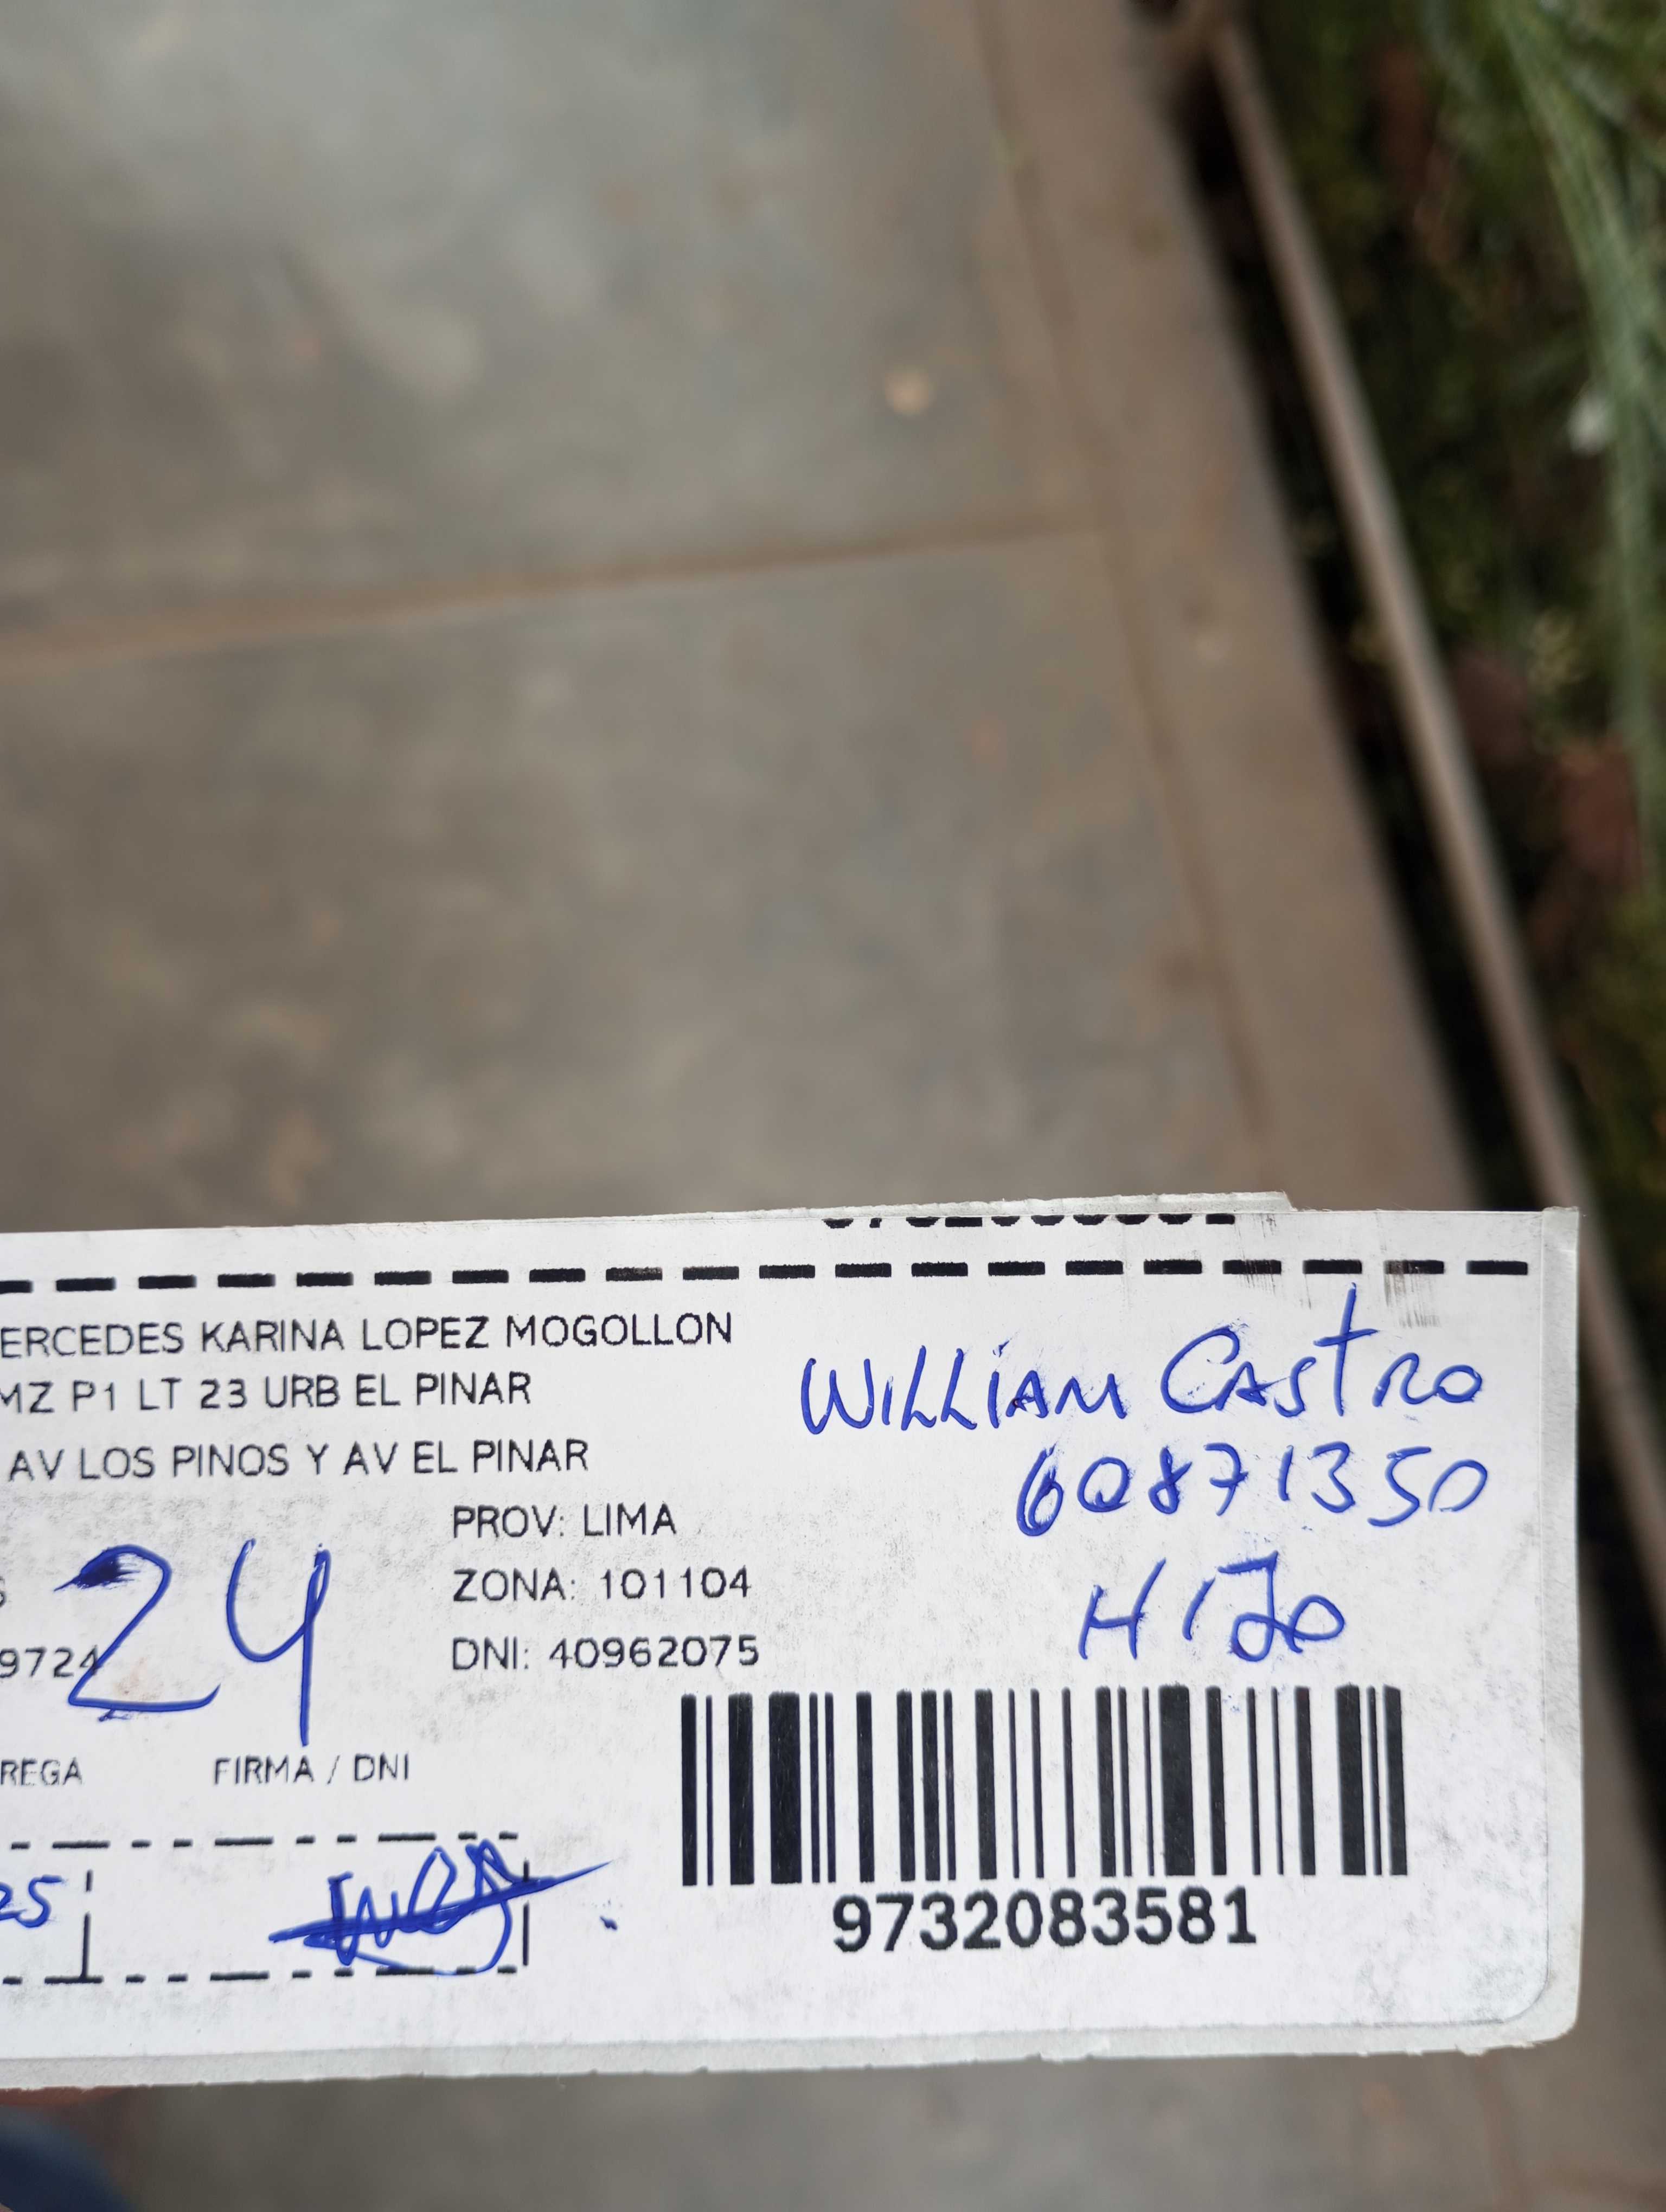 ERCEDES KARINA LOPEZ MOGOLLON
MZ P1 LT 23 URB EL PINAR
AV LOS PINOS Y AV EL PINAR
PROV: LIMA
ZONA: 101104
DNI: 40962075
9724
24
WILLIAM CASTRO
60871350
HIJO
REGA
FIRMA / DNI
25
9732083581